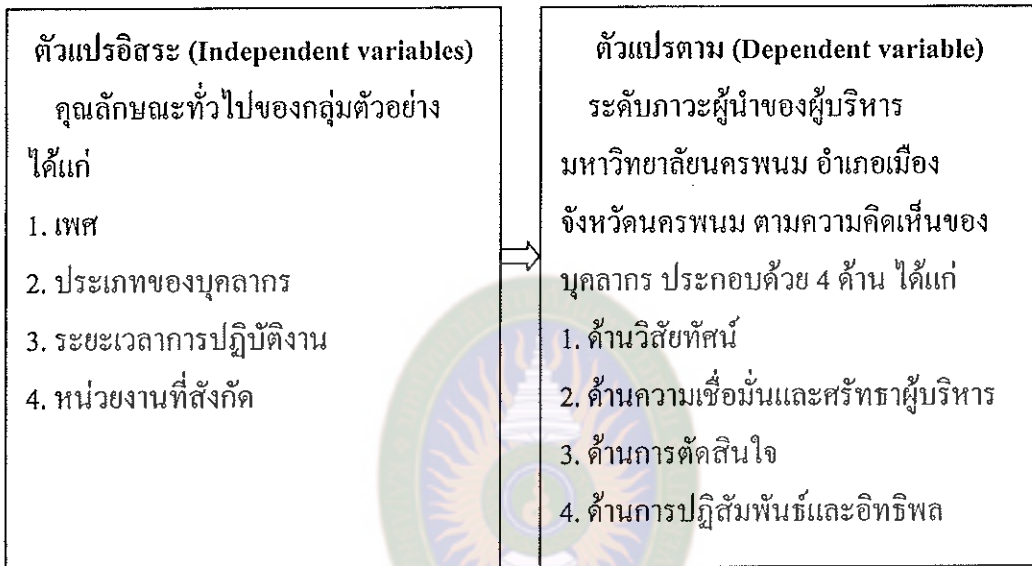 ตัวแปรอิสระ (Independent variables)
คุณลักษณะทั่วไปของกลุ่มตัวอย่าง
ได้แก่
1. เพศ
2. ประเภทของบุคลากร
3. ระยะเวลาการปฏิบัติงาน
4. หน่วยงานที่สังกัด
ตัวแปรตาม (Dependent variable)
ระดับภาวะผู้นำของผู้บริหาร
มหาวิทยาลัยนครพนม อำเภอเมือง
จังหวัดนครพนม ตามความคิดเห็นของ
บุคลากร ประกอบด้วย 4 ด้าน ได้แก่
1. ด้านวิสัยทัศน์
2. ด้านความเชื่อมั่นและศรัทธาผู้บริหาร
3. ด้านการตัดสินใจ
4. ด้านการปฏิสัมพันธ์และอิทธิพล